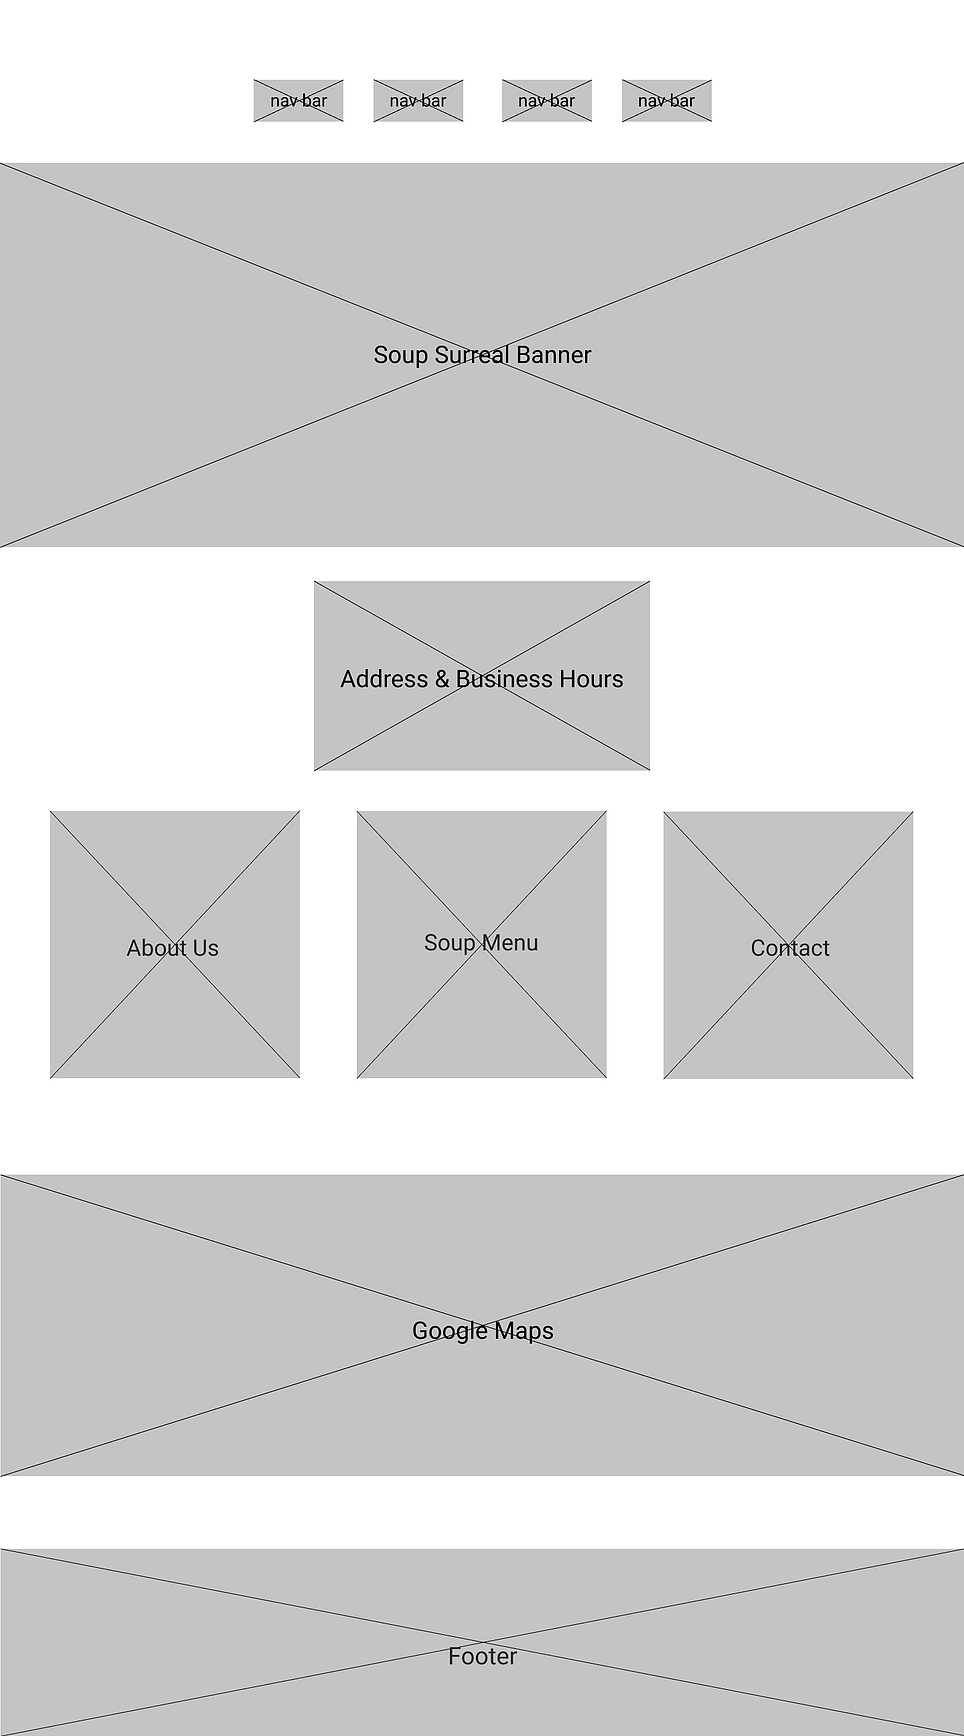 nav bar
nav bar
nav bar
nav bar
Soup Surreal Banner
Address & Business Hours
About Us
Soup Menu
Contact
Google Maps
Footer